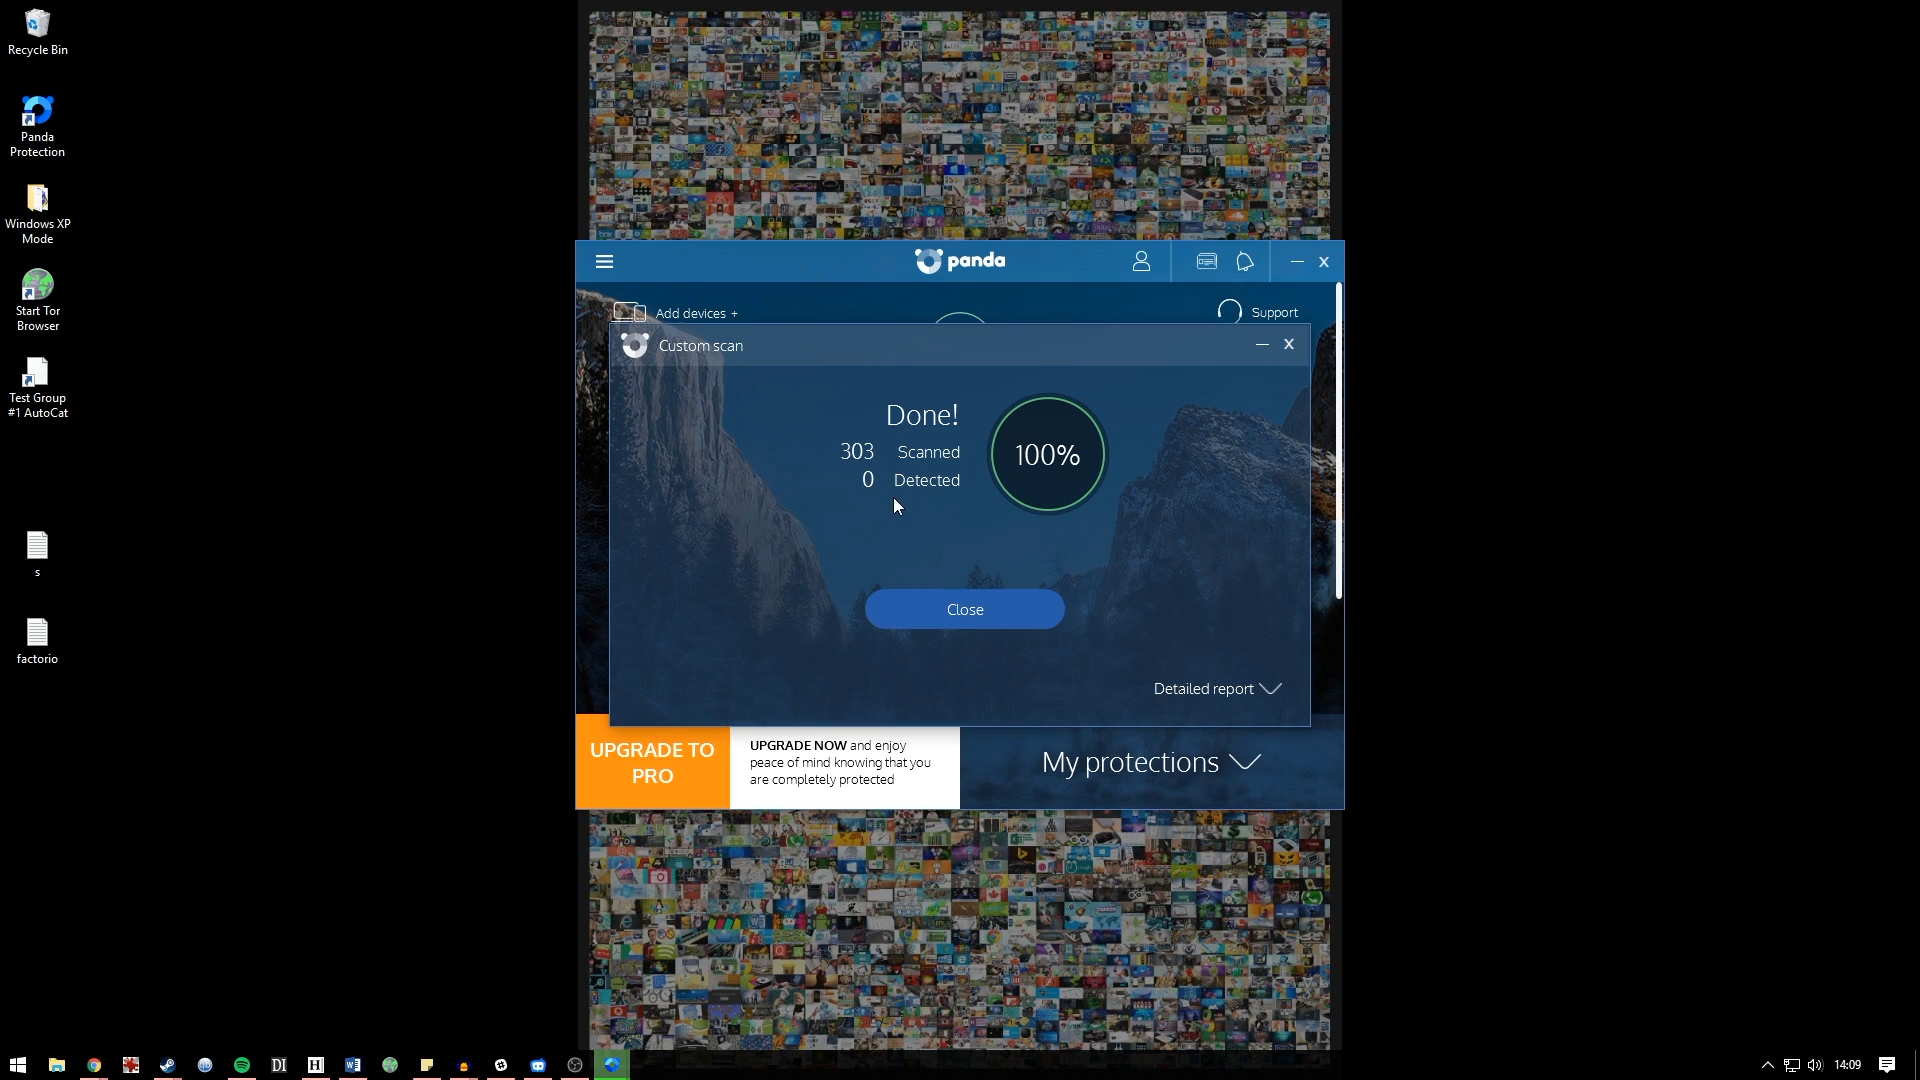 Recycle Bin
Panda
Protection
Windows XP
Mode
Start Tor
Browser
Test Group
#1 AutoCat
s
factorio
panda
Add devices +
Support
Custom scan
Done!
303 Scanned
0 Detected
100%
Close
Detailed report
UPGRADE TO
PRO
UPGRADE NOW and enjoy
peace of mind knowing that you
are completely protected
My protections
DI
H
14:09